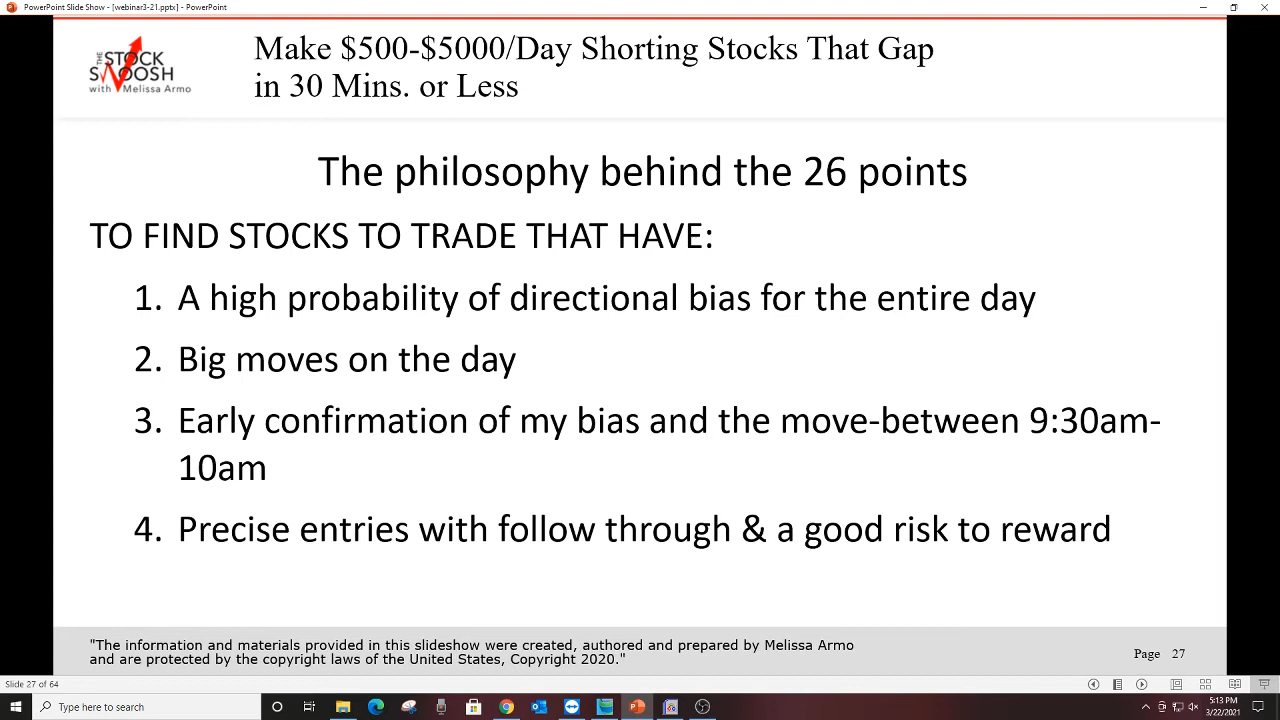 PowerPoint Slide Show - [webinar3-21.pptx] - PowerPoint
THE
STOCK
SWOOSH
with Melissa Armo
Make $500-$5000/Day Shorting Stocks That Gap
in 30 Mins. or Less
The philosophy behind the 26 points
TO FIND STOCKS TO TRADE THAT HAVE:
1. A high probability of directional bias for the entire day
2. Big moves on the day
3. Early confirmation of my bias and the move-between 9:30am-
10am
4. Precise entries with follow through & a good risk to reward
"The information and materials provided in this slideshow were created, authored and prepared by Melissa Armo
and are protected by the copyright laws of the United States, Copyright 2020."
Page 27
Slide 27 of 64
Type here to search
5:13 PM
3/22/2021